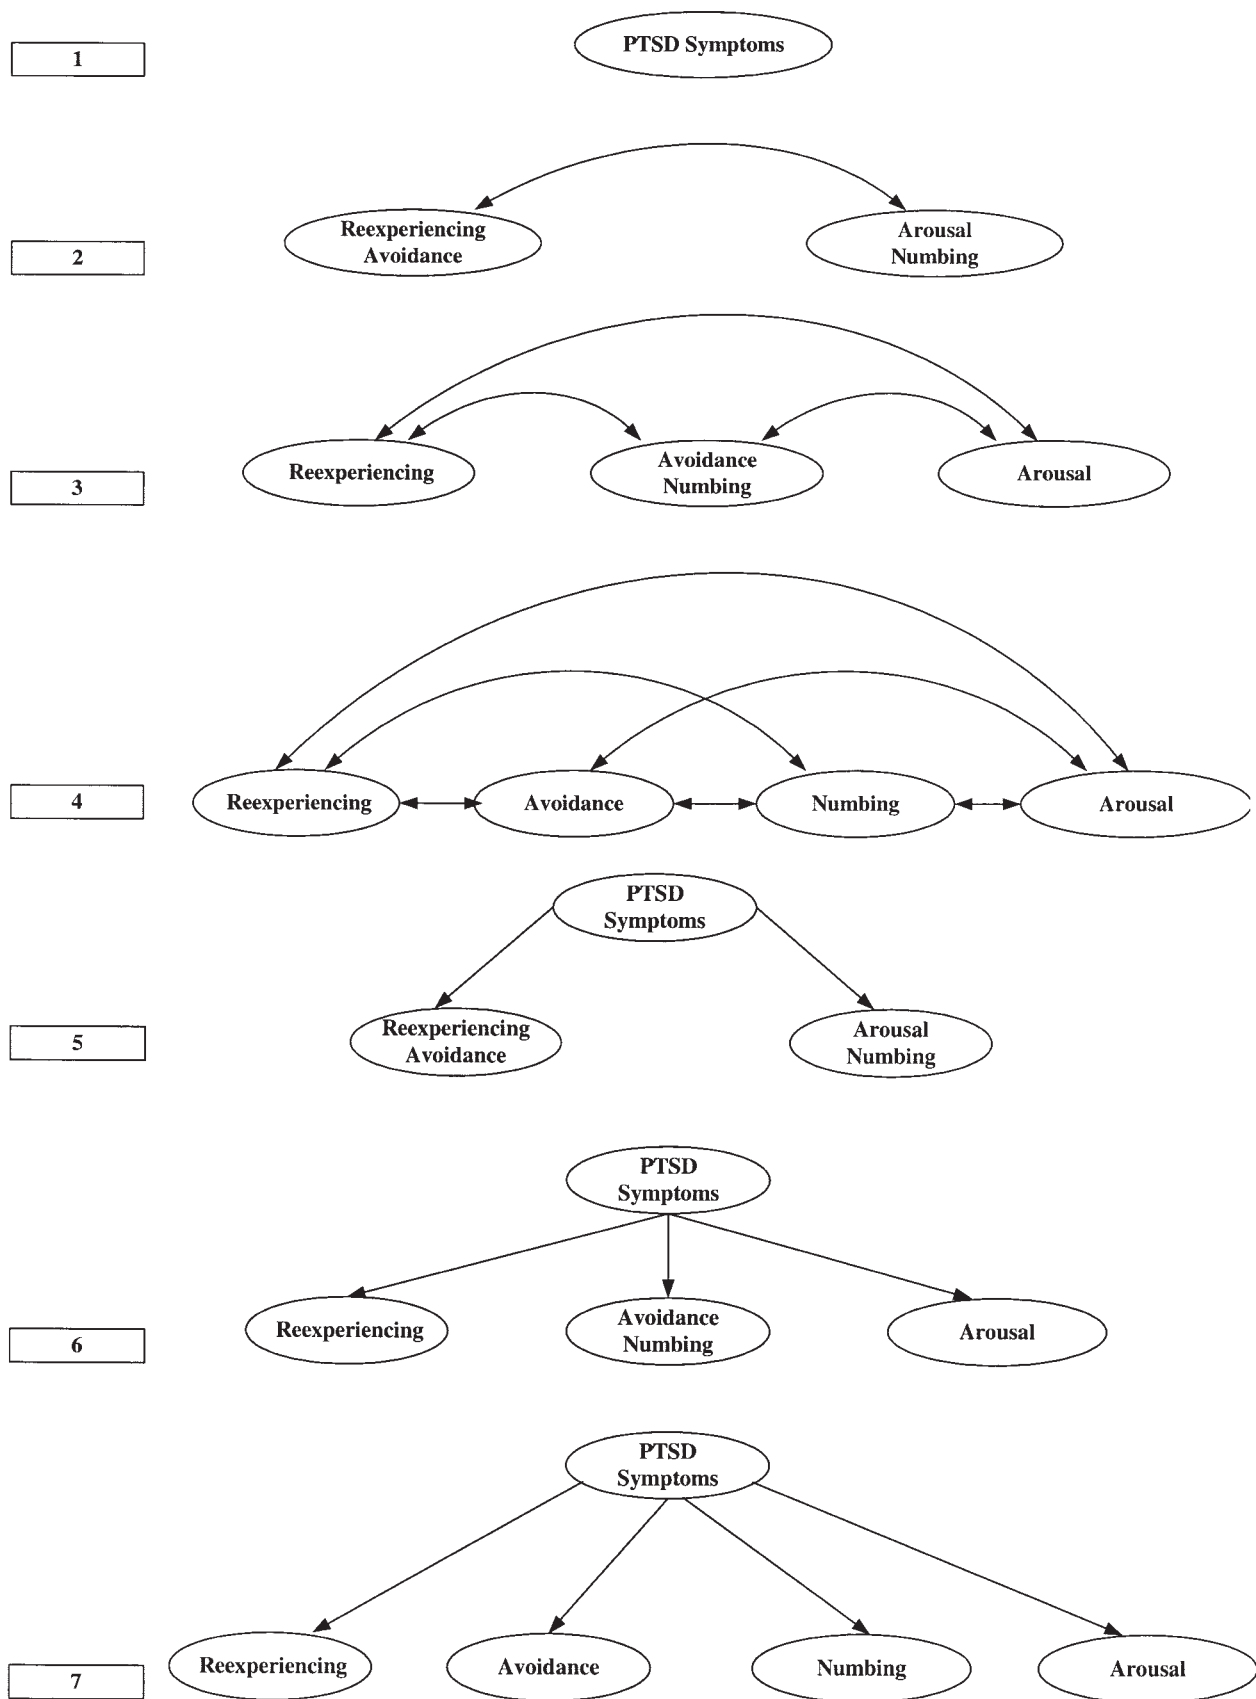 1
PTSD Symptoms
2
Reexperiencing
Avoidance
Arousal
Numbing
3
Reexperiencing
Avoidance
Numbing
Arousal
4
Reexperiencing
Avoidance
Numbing
Arousal
PTSD
Symptoms
5
Reexperiencing
Avoidance
Arousal
Numbing
PTSD
Symptoms
6
Reexperiencing
Avoidance
Numbing
Arousal
PTSD
Symptoms
7
Reexperiencing
Avoidance
Numbing
Arousal